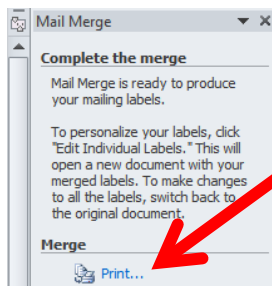 Mail Merge
Complete the merge
Mail Merge is ready to produce
your mailing labels.
To personalize your labels, click
"Edit Individual Labels." This will
open a new document with your
merged labels. To make changes
to all the labels, switch back to
the original document.
Merge
Print...